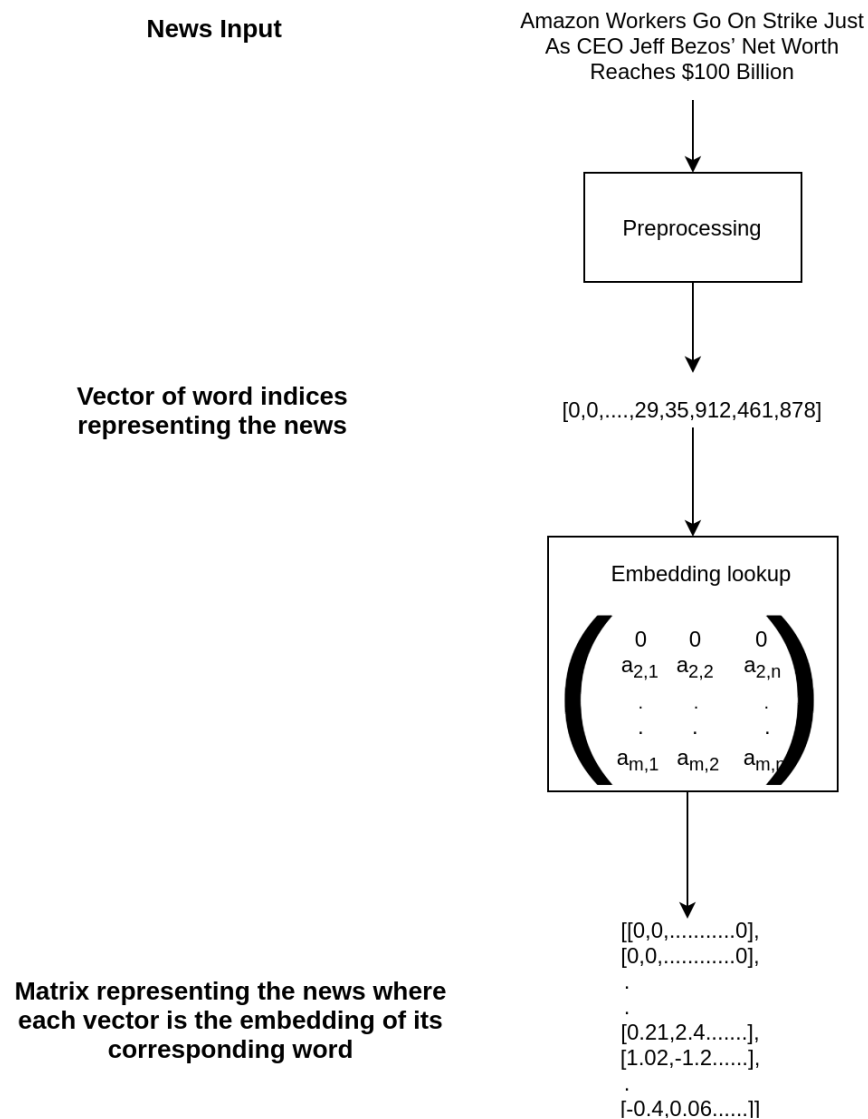 News Input
Amazon Workers Go On Strike Just
As CEO Jeff Bezos’ Net Worth
Reaches $100 Billion
Preprocessing
Vector of word indices
representing the news
[0,0,....,29,35,912,461,878]
Embedding lookup
0 0 0
a2,1 a2,2 a2,n
. . .
. . .
am,1 am,2 am,n
[[0,0,...........0],
[0,0,............0],
.
.
[0.21,2.4.......],
[1.02,-1.2......],
.
[-0.4,0.06......]]
Matrix representing the news where
each vector is the embedding of its
corresponding word